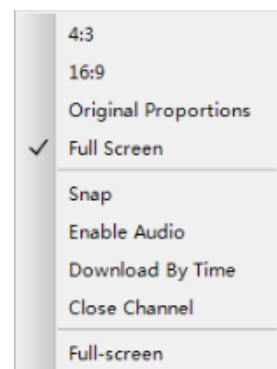 4:3
16:9
Original Proportions
Full Screen
Snap
Enable Audio
Download By Time
Close Channel
Full-screen